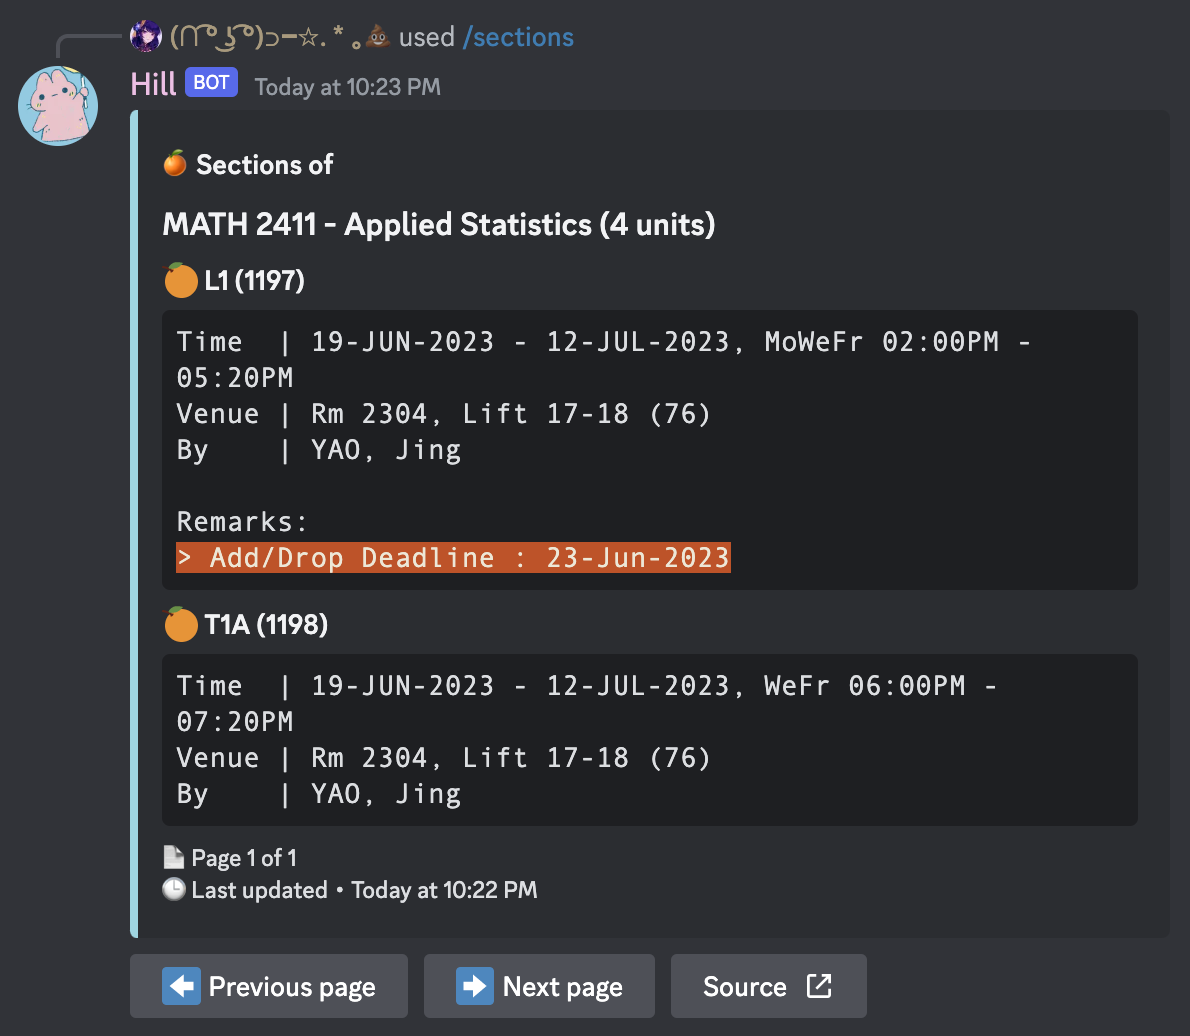 (∩ ͡° ͜ʖ ͡°)⊃━☆. * 。💩 used /sections
Hill BOT Today at 10:23 PM
🍊 Sections of
MATH 2411 - Applied Statistics (4 units)
L1 (1197)
Time  | 19-JUN-2023 - 12-JUL-2023, MoWeFr 02:00PM -
05:20PM
Venue | Rm 2304, Lift 17-18 (76)
By    | YAO, Jing
Remarks:
> Add/Drop Deadline : 23-Jun-2023
T1A (1198)
Time  | 19-JUN-2023 - 12-JUL-2023, WeFr 06:00PM -
07:20PM
Venue | Rm 2304, Lift 17-18 (76)
By    | YAO, Jing
Page 1 of 1
Last updated • Today at 10:22 PM
Previous page Next page Source